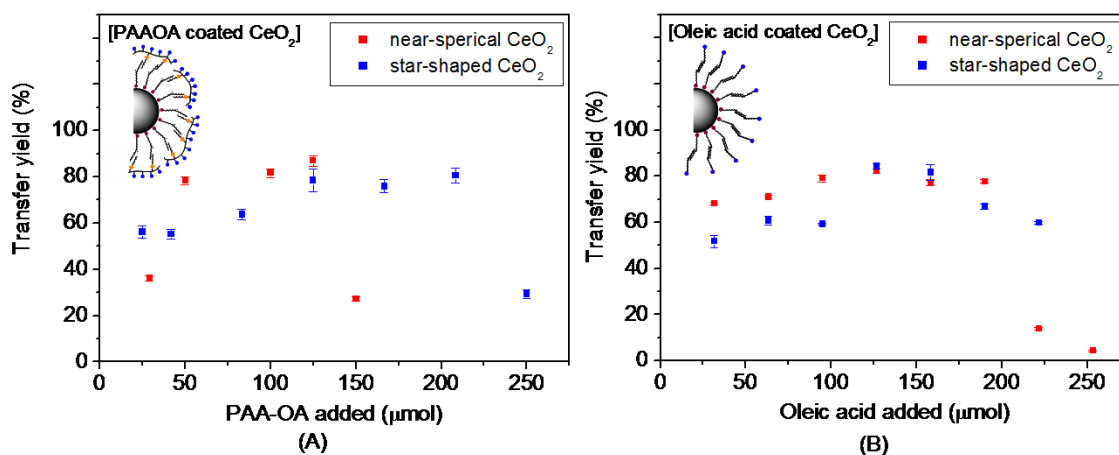 [PAAOA coated CeO₂]
near-sperical CeO₂
star-shaped CeO₂
Transfer yield (%)
100
80
60
40
20
0
0 50 100 150 200 250
PAA-OA added (μmol)
(A)
[Oleic acid coated CeO₂]
near-sperical CeO₂
star-shaped CeO₂
Transfer yield (%)
100
80
60
40
20
0
0 50 100 150 200 250
Oleic acid added (μmol)
(B)